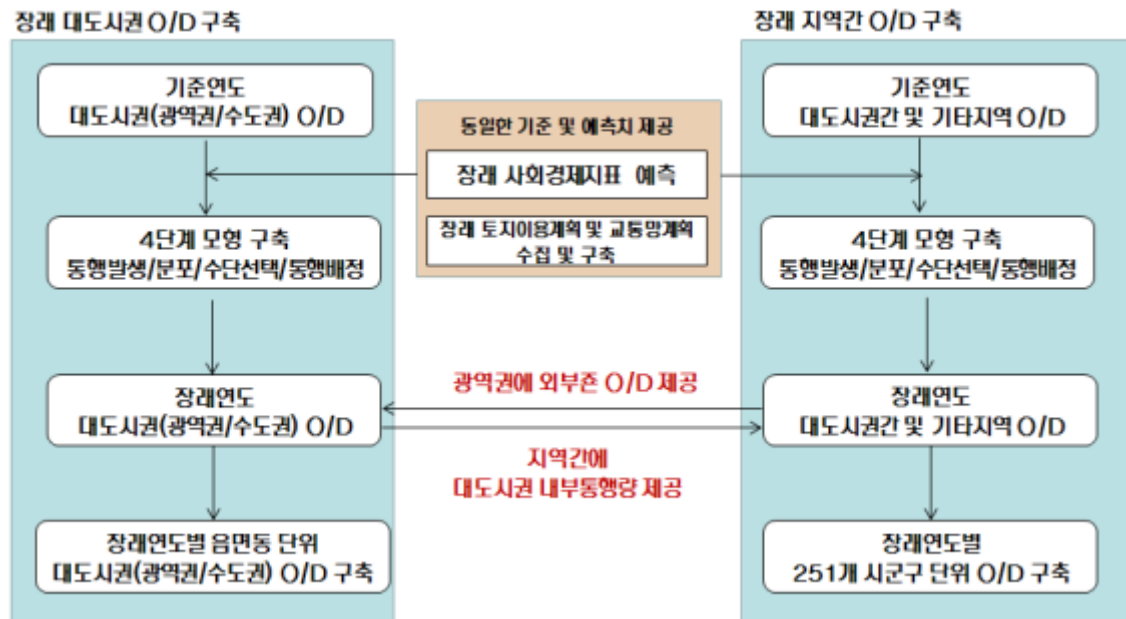 장래 대도시권 O/D 구축
기준연도
대도시권(광역권/수도권) O/D
4단계 모형 구축
통행발생/분포/수단선택/통행배정
장래연도
대도시권(광역권/수도권) O/D
장래연도별 읍면동 단위
대도시권(광역권/수도권) O/D 구축
동일한 기준 및 예측치 제공
장래 사회경제지표 예측
장래 토지이용계획 및 교통망계획
수집 및 구축
광역권에 외부존 O/D 제공
지역간에
대도시권 내부통행량 제공
장래 지역간 O/D 구축
기준연도
대도시권간 및 기타지역 O/D
4단계 모형 구축
통행발생/분포/수단선택/통행배정
장래연도
대도시권간 및 기타지역 O/D
장래연도별
251개 시군구 단위 O/D 구축